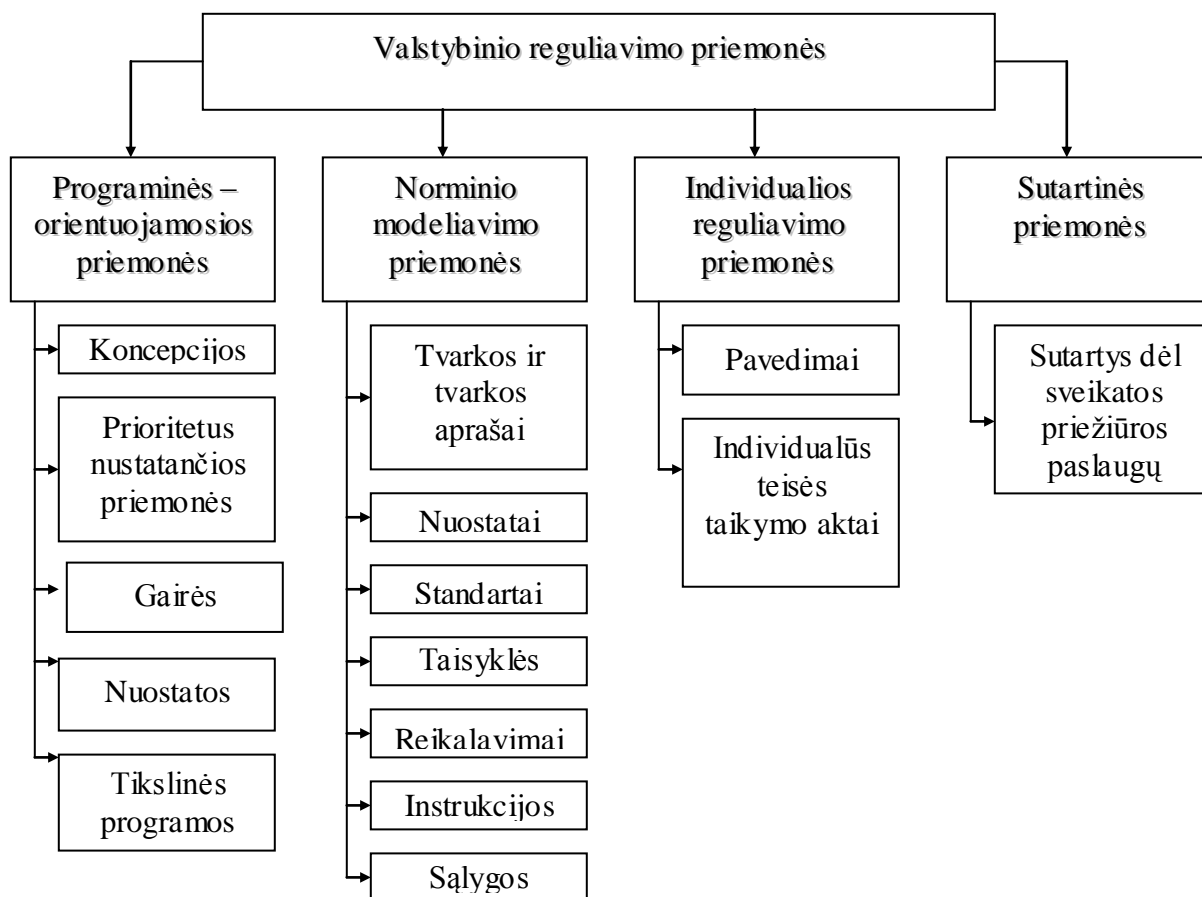 Valstybinio reguliavimo priemonės
Programinės –
orientuojamosios
priemonės
Koncepcijos
Prioritetus
nustatančios
priemonės
Gairės
Nuostatos
Tikslinės
programos
Norminio
modeliavimo
priemonės
Tvarkos ir
tvarkos
aprašai
Nuostatai
Standartai
Taisyklės
Reikalavimai
Instrukcijos
Sąlygos
Individualios
reguliavimo
priemonės
Pavedimai
Individualūs
teisės
taikymo aktai
Sutartinės
priemonės
Sutartys dėl
sveikatos
priežiūros
paslaugų